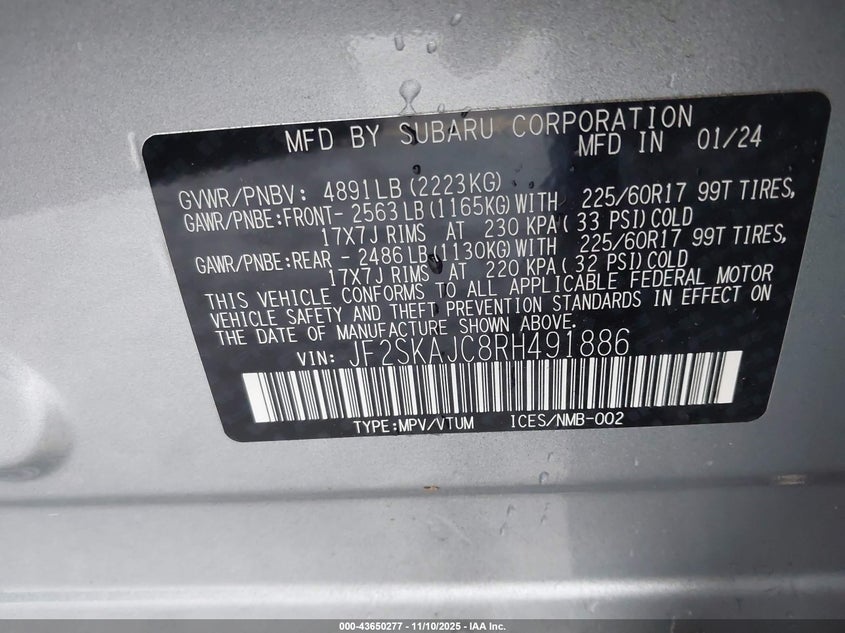 MFD BY SUBARU CORPORATION
MFD IN 01/24
GVWR/PNBV: 4891LB(2223KG)
GAWR/PNBE:FRONT- 2563LB(1165KG)WITH 225/60R17 99T TIRES,
17X7J RIMS AT 230 KPA( 33 PSI)COLD
GAWR/PNBE:REAR - 2486LB(1130KG)WITH 225/60R17 99T TIRES,
17X7J RIMS AT 220 KPA( 32 PSI)COLD
THIS VEHICLE CONFORMS TO ALL APPLICABLE FEDERAL MOTOR
VEHICLE SAFETY AND THEFT PREVENTION STANDARDS IN EFFECT ON
THE DATE OF MANUFACTURE SHOWN ABOVE.
VIN: JF2SKAJC8RH491886
TYPE:MPV/VTUM ICES/NMB-002
000-43650277 - 11/10/2025 - IAA Inc.